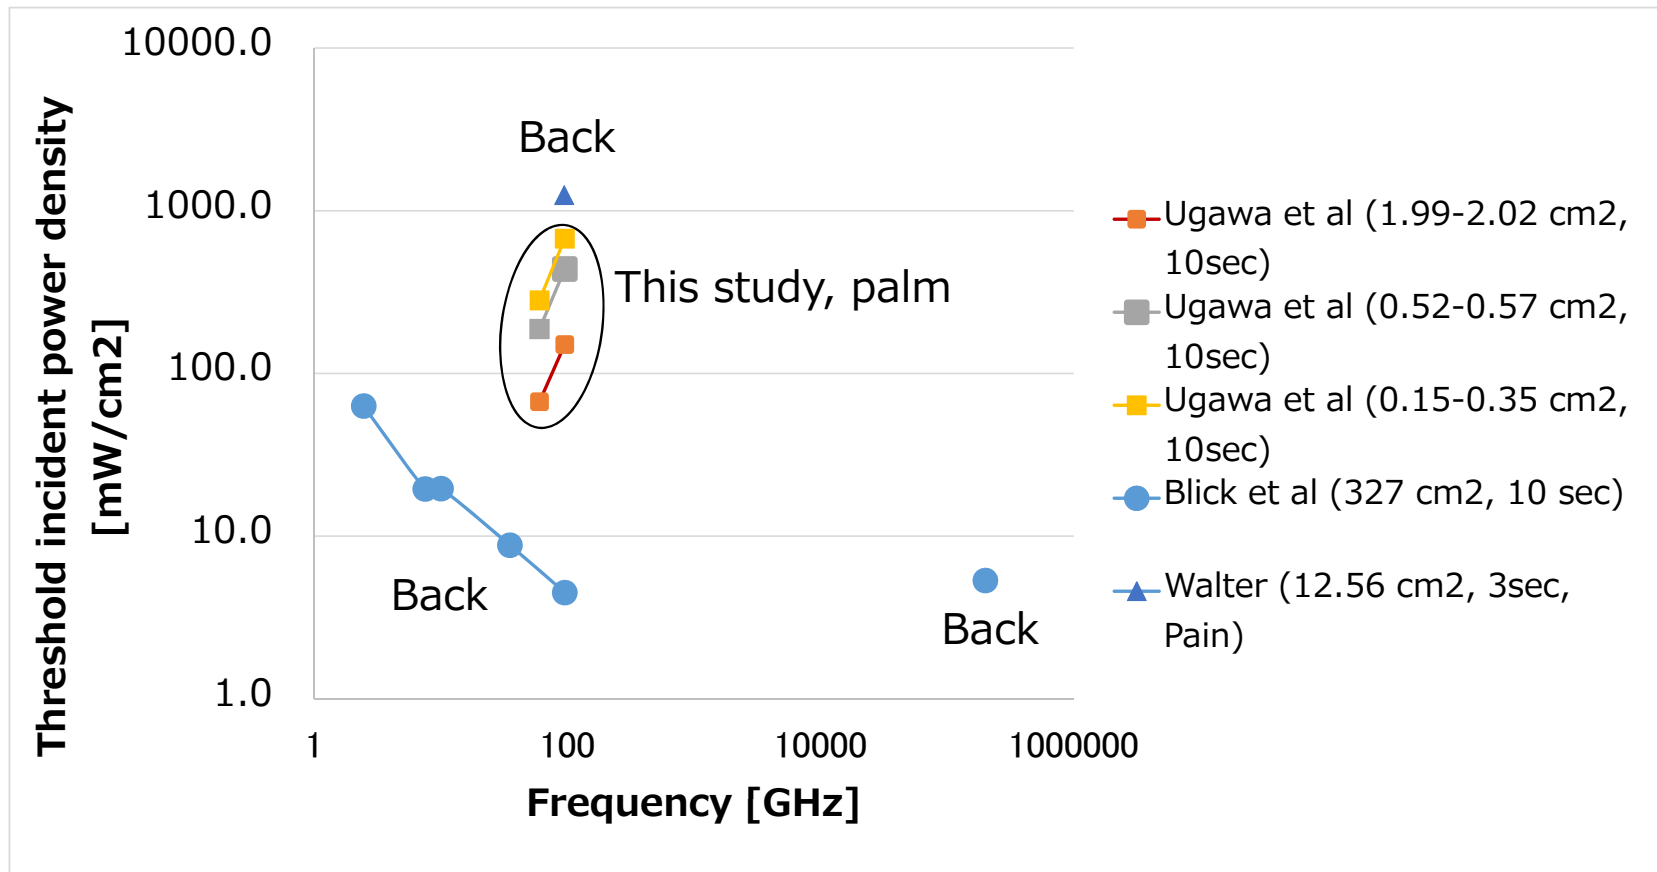 Threshold incident power density
[mW/cm2]
10000.0
1000.0
100.0
10.0
1.0
Back
This study, palm
Back
Back
1
100
10000
1000000
Frequency [GHz]
Ugawa et al (1.99-2.02 cm2,
10sec)
Ugawa et al (0.52-0.57 cm2,
10sec)
Ugawa et al (0.15-0.35 cm2,
10sec)
Blick et al (327 cm2, 10 sec)
Walter (12.56 cm2, 3sec,
Pain)